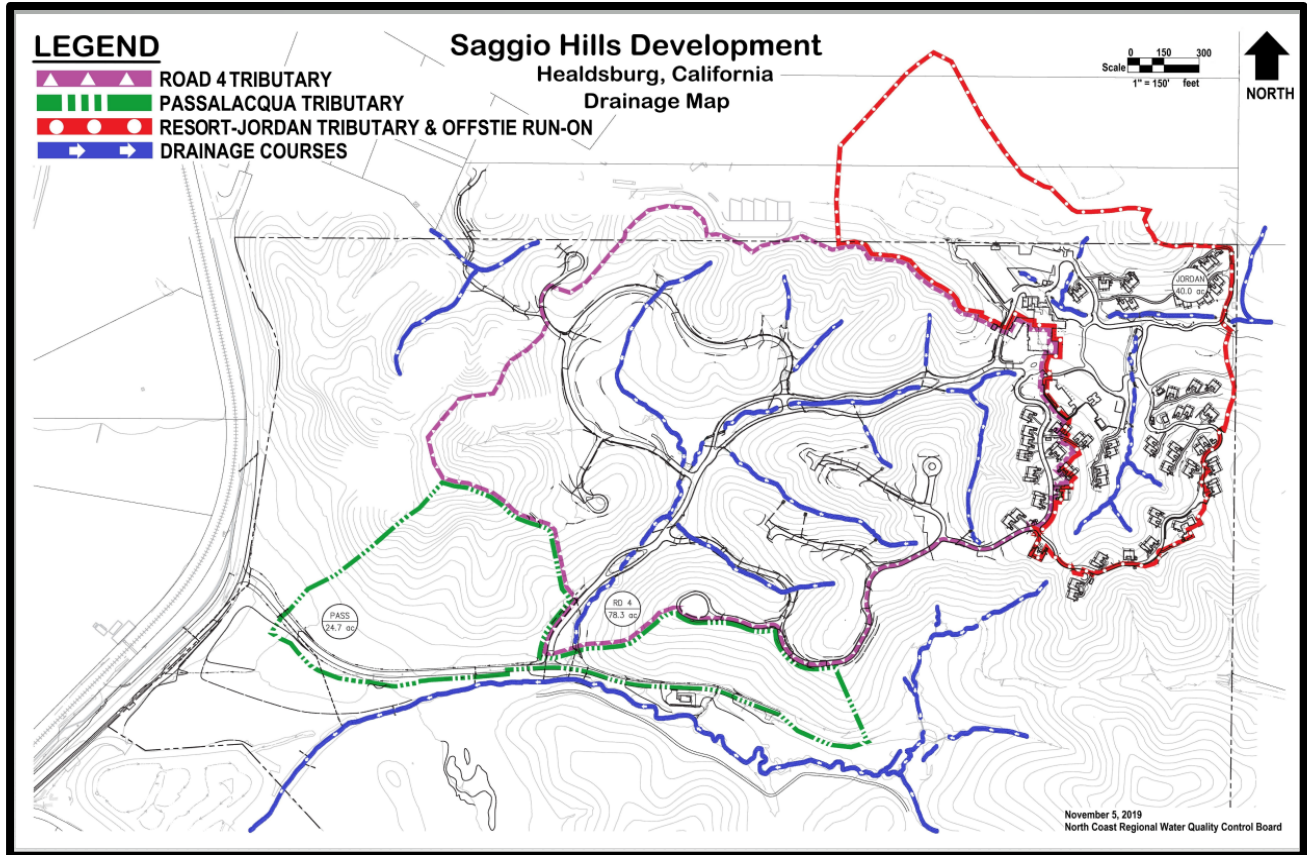 LEGEND
ROAD 4 TRIBUTARY
PASSALACQUA TRIBUTARY
RESORT-JORDAN TRIBUTARY & OFFSTIE RUN-ON
DRAINAGE COURSES
Saggio Hills Development
Healdsburg, California
Drainage Map
0 150 300
Scale
1" = 150' feet
NORTH
JORDAN
40.0 ac
PASS
24.7 ac
RD 4
78.3 ac
November 5, 2019
North Coast Regional Water Quality Control Board